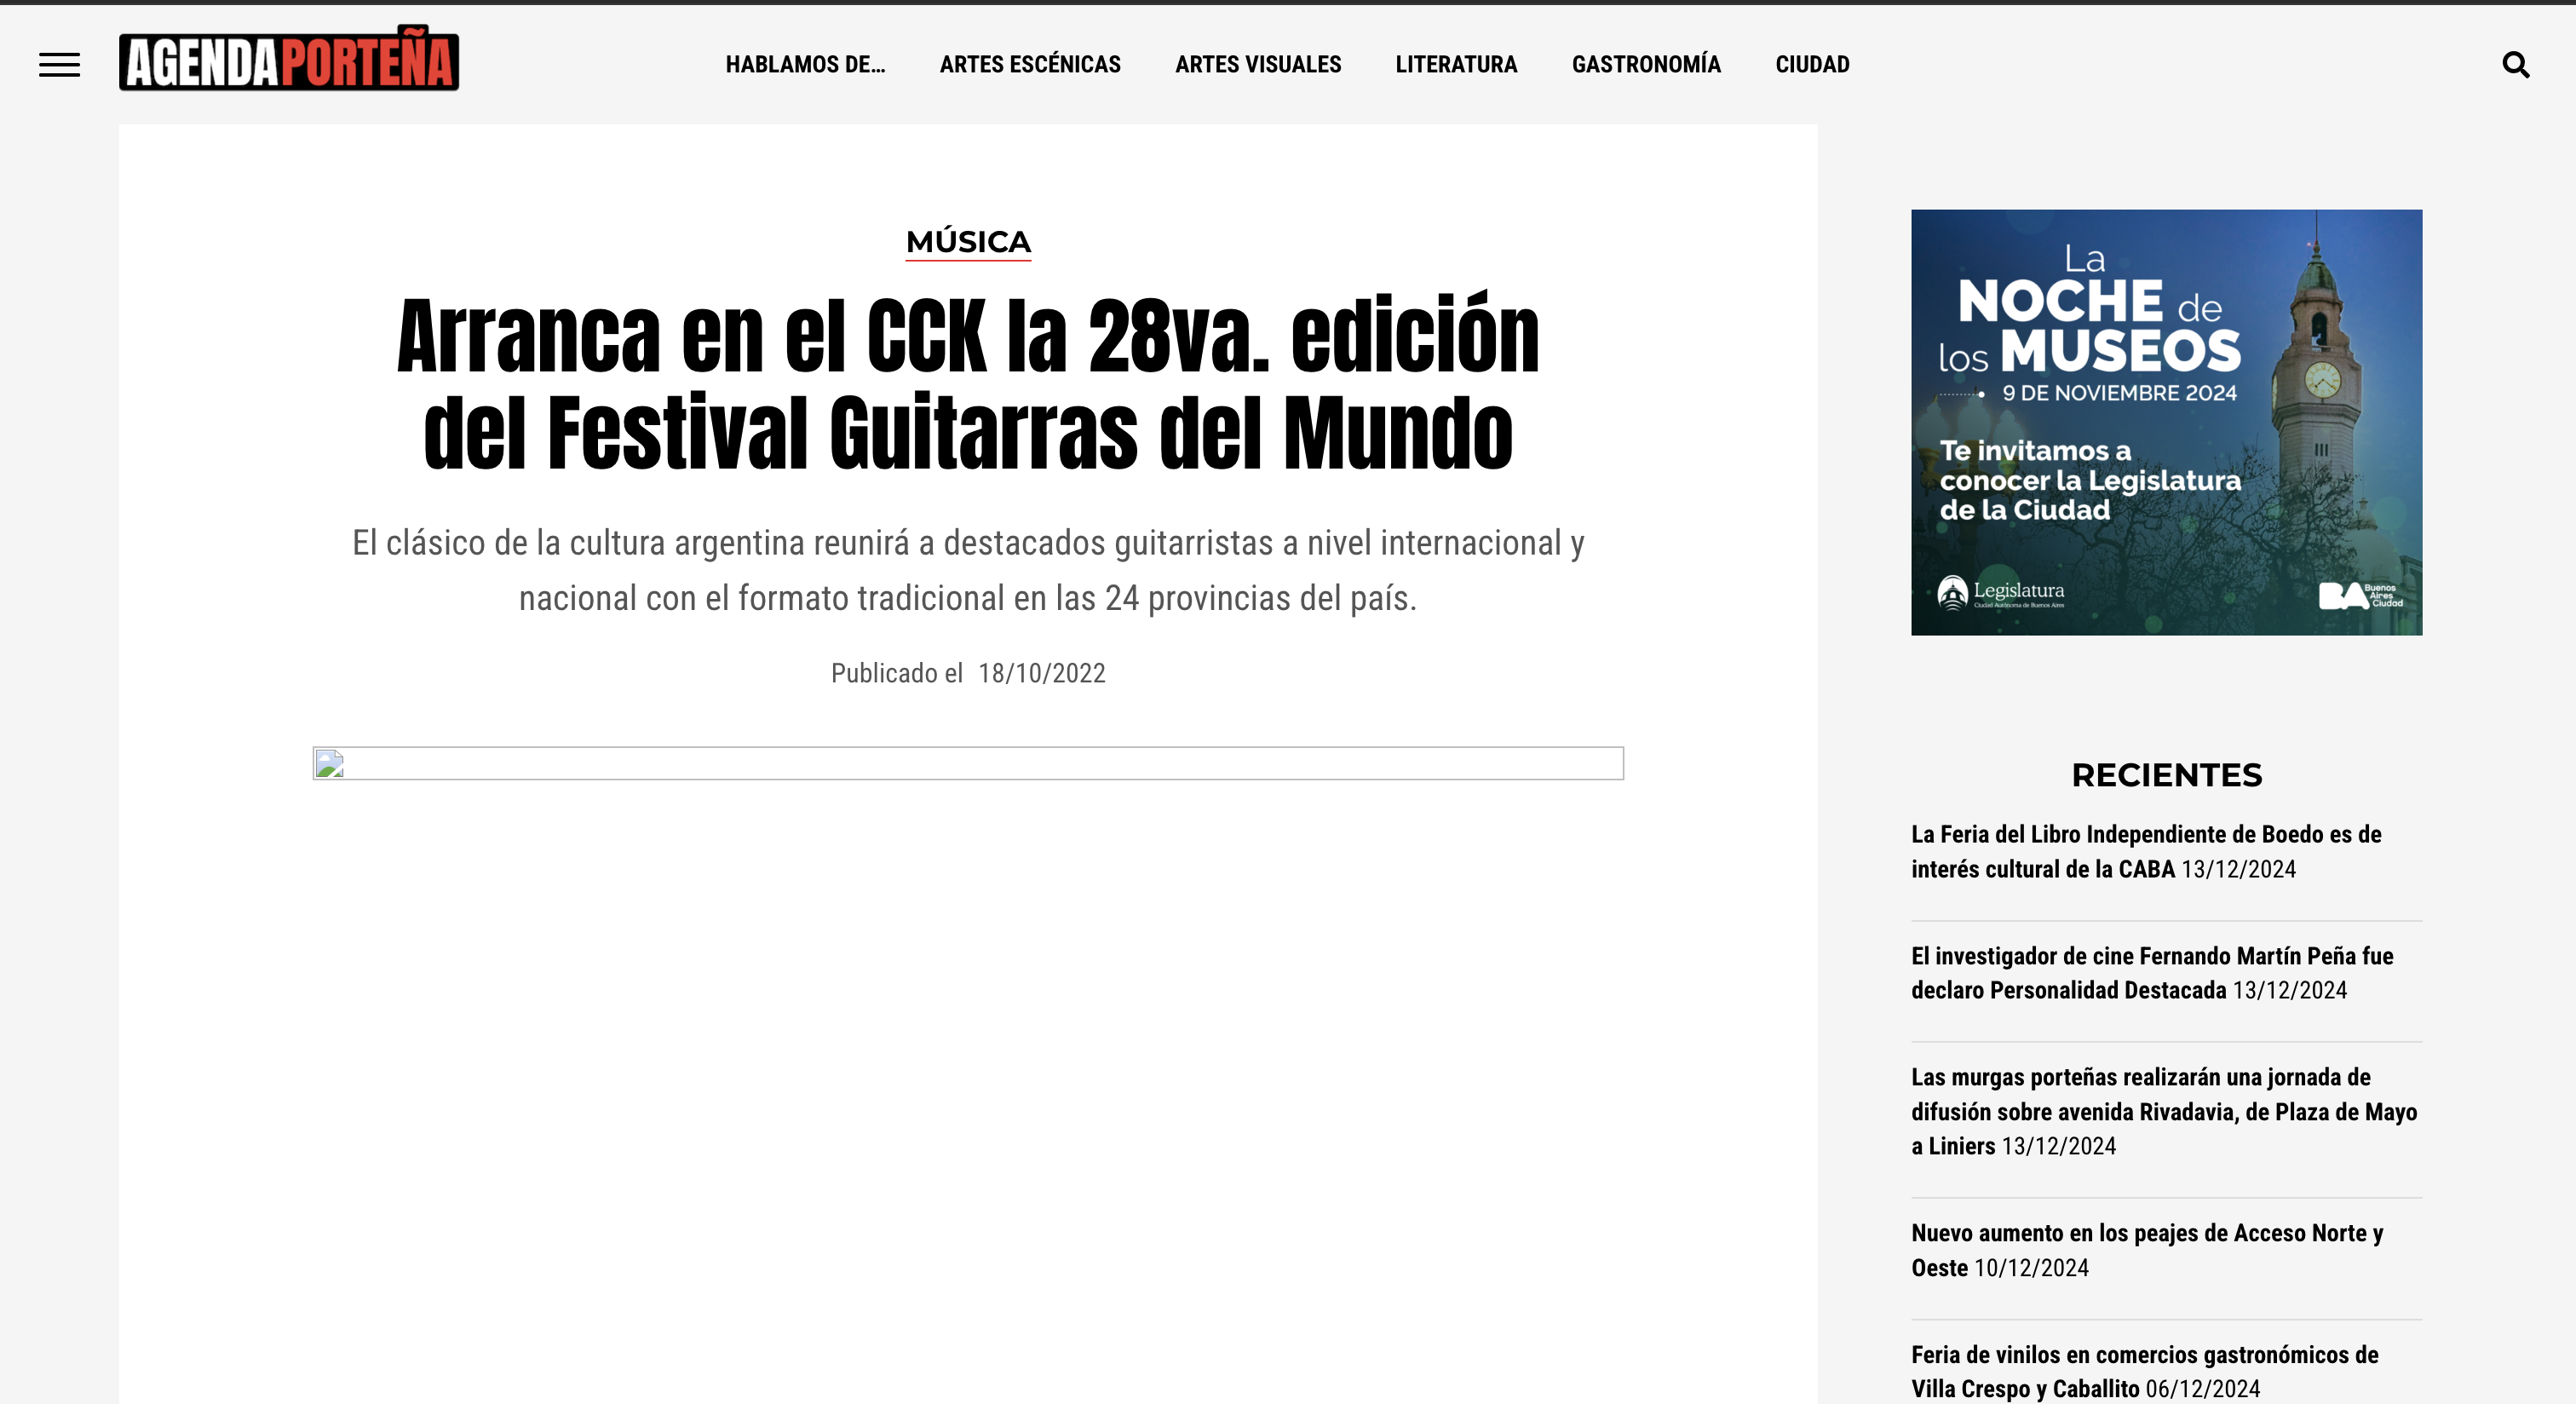 AGENDAPORTEÑA
HABLAMOS DE...
ARTES ESCÉNICAS
ARTES VISUALES
LITERATURA
GASTRONOMÍA
CIUDAD
MÚSICA
Arranca en el CCK la 28va. edición
del Festival Guitarras del Mundo
El clásico de la cultura argentina reunirá a destacados guitarristas a nivel internacional y
nacional con el formato tradicional en las 24 provincias del país.
Publicado el 18/10/2022
La
NOCHE de
los MUSEOS
9 DE NOVIEMBRE 2024
Te invitamos a
conocer la Legislatura
de la Ciudad
Legislatura
Ciudad Autónoma de Buenos Aires
BA Buenos
Aires
Ciudad
RECIENTES
La Feria del Libro Independiente de Boedo es de
interés cultural de la CABA 13/12/2024
El investigador de cine Fernando Martín Peña fue
declaro Personalidad Destacada 13/12/2024
Las murgas porteñas realizarán una jornada de
difusión sobre avenida Rivadavia, de Plaza de Mayo
a Liniers 13/12/2024
Nuevo aumento en los peajes de Acceso Norte y
Oeste 10/12/2024
Feria de vinilos en comercios gastronómicos de
Villa Crespo y Caballito 06/12/2024